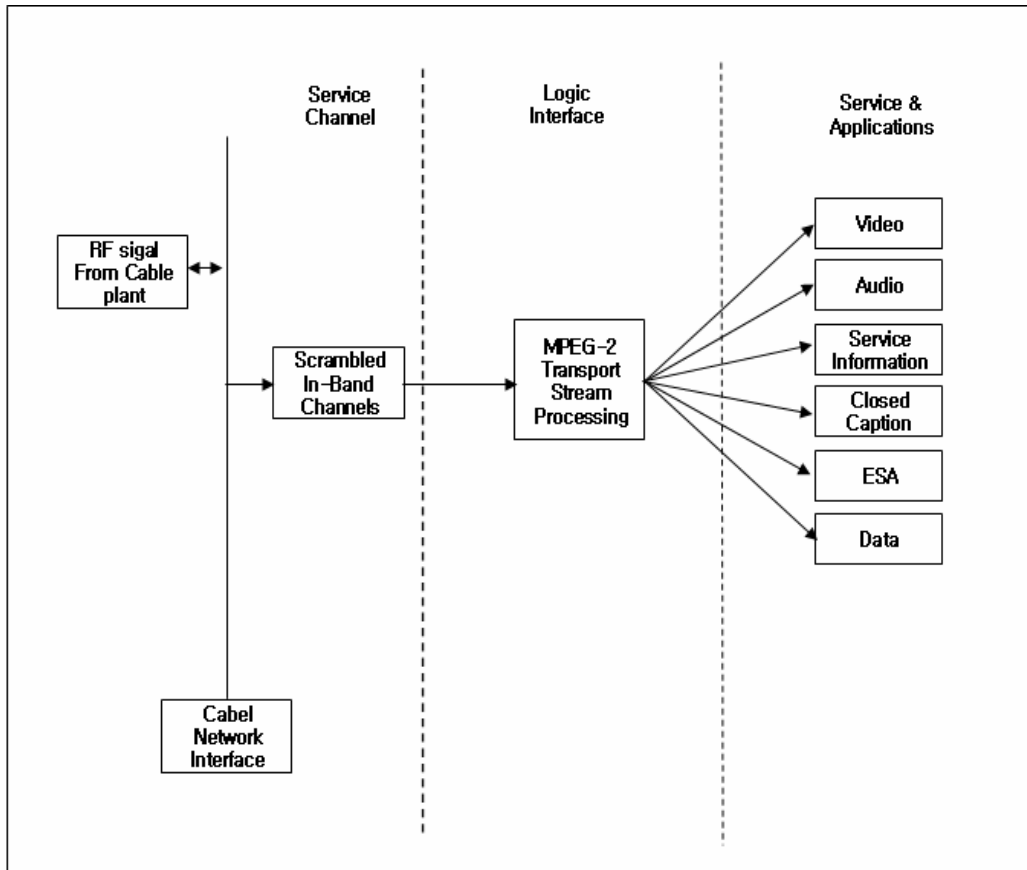 Service
Channel
Logic
Interface
Service &
Applications
RF sigal
From Cable
plant
Scrambled
In-Band
Channels
MPEG-2
Transport
Stream
Processing
Video
Audio
Service
Information
Closed
Caption
ESA
Data
Cabel
Network
Interface